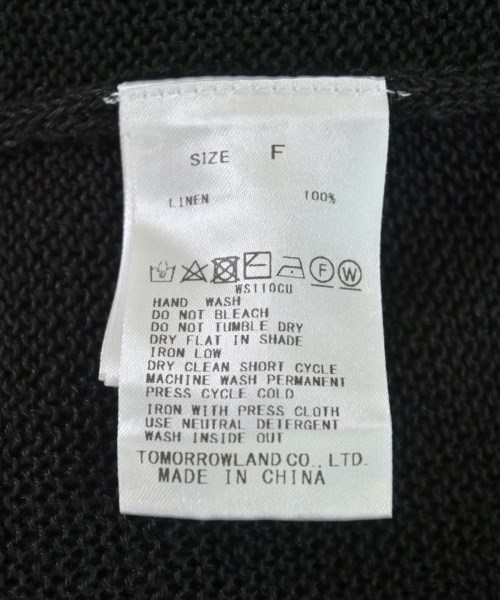 SIZE F
LINEN 100%
F W
WS110CU
HAND WASH
DO NOT BLEACH
DO NOT TUMBLE DRY
DRY FLAT IN SHADE
IRON LOW
DRY CLEAN SHORT CYCLE
MACHINE WASH PERMANENT
PRESS CYCLE COLD
IRON WITH PRESS CLOTH
USE NEUTRAL DETERGENT
WASH INSIDE OUT
TOMORROWLAND CO., LTD.
MADE IN CHINA